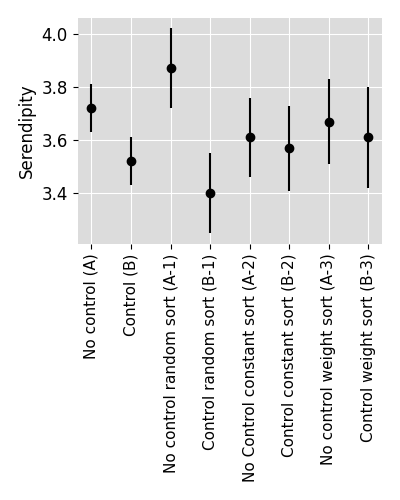 4.0
3.8
3.6
3.4
Serendipity
No control (A)
Control (B)
No control random sort (A-1)
Control random sort (B-1)
No Control constant sort (A-2)
Control constant sort (B-2)
No control weight sort (A-3)
Control weight sort (B-3)